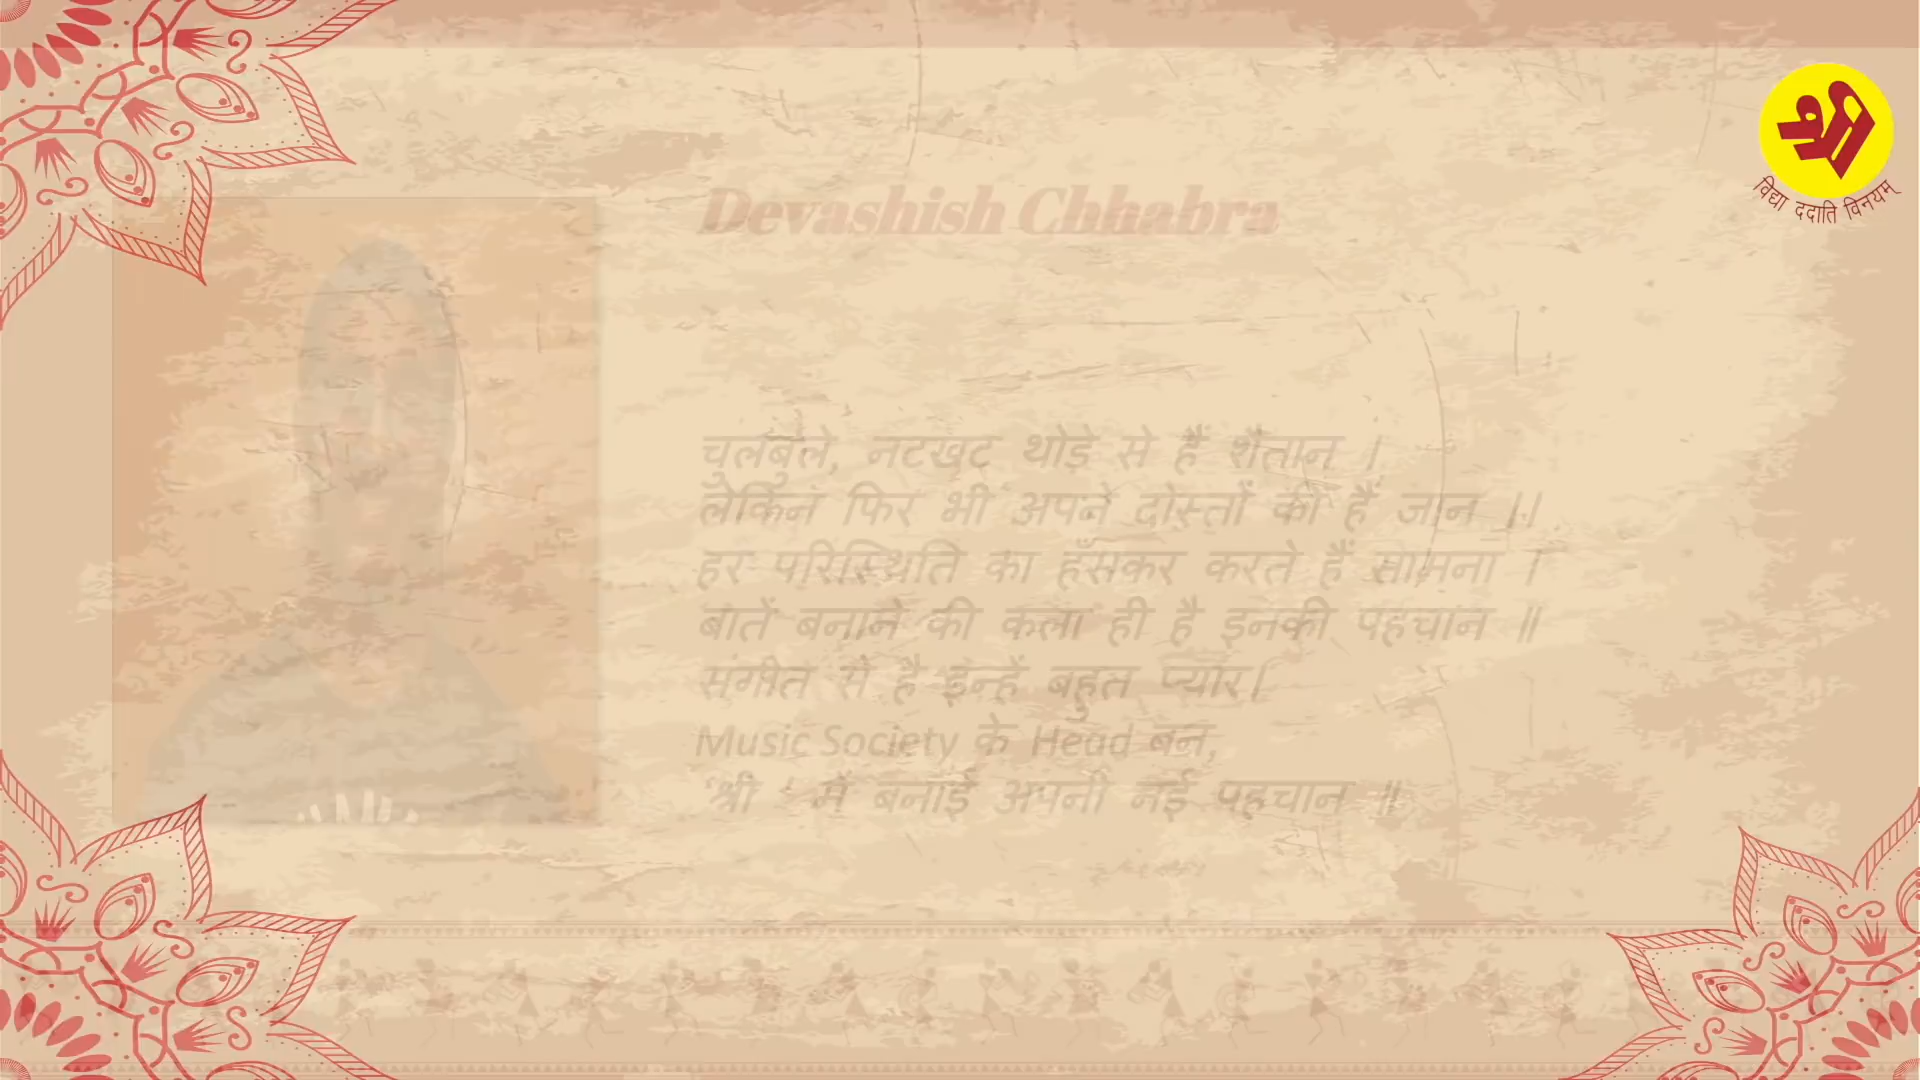 श्री
विद्या ददाति विनयम्
Devashish Chhabra
चुलबुले, नटखट थोड़े से हैं शैतान ।
लेकिन फिर भी अपने दोस्तों की हैं जान ।।
हर परिस्थिति का हँसकर करते हैं सामना ।
बातें बनाने की कला ही है इनकी पहचान ॥
संगीत से है इन्हें बहुत प्यार।
Music Society के Head बन,
'श्री ' में बनाई अपनी नई पहचान ॥